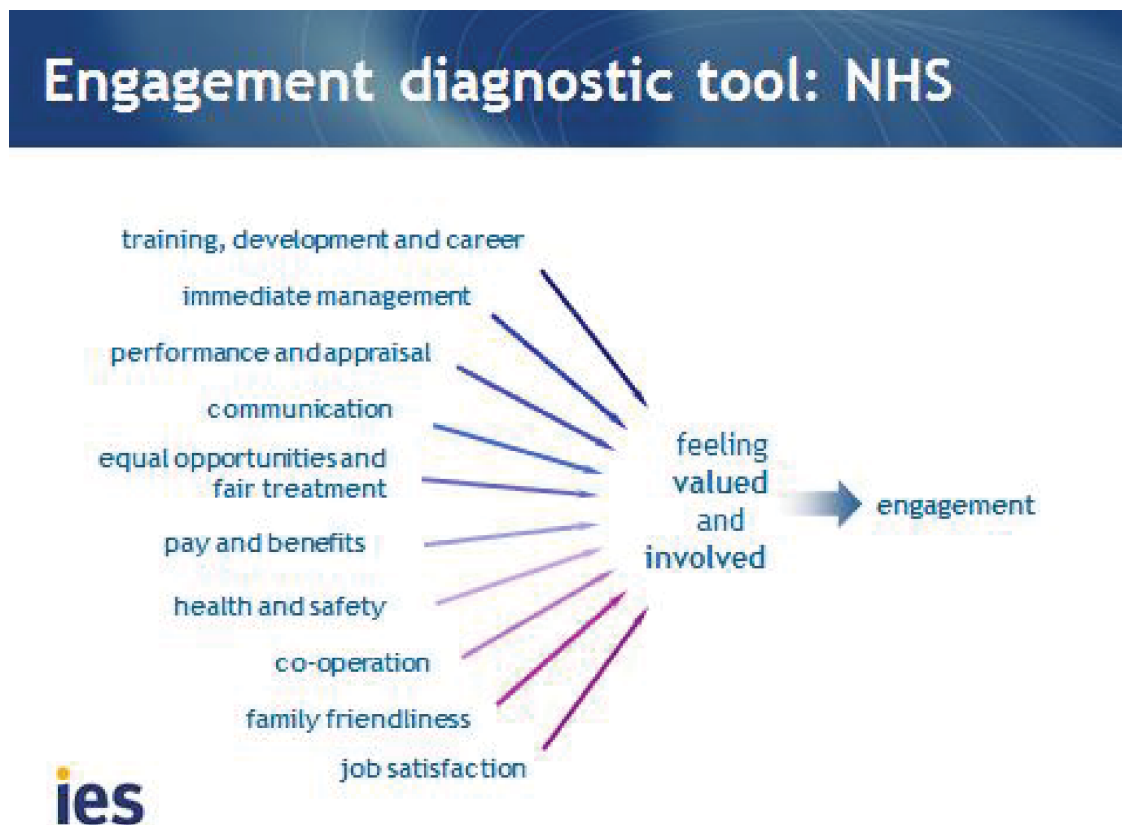 Engagement diagnostic tool: NHS
training, development and career
immediate management
performance and appraisal
communication
equal opportunities and
fair treatment
pay and benefits
health and safety
co-operation
family friendliness
job satisfaction
feeling
valued
and
involved
engagement
ies